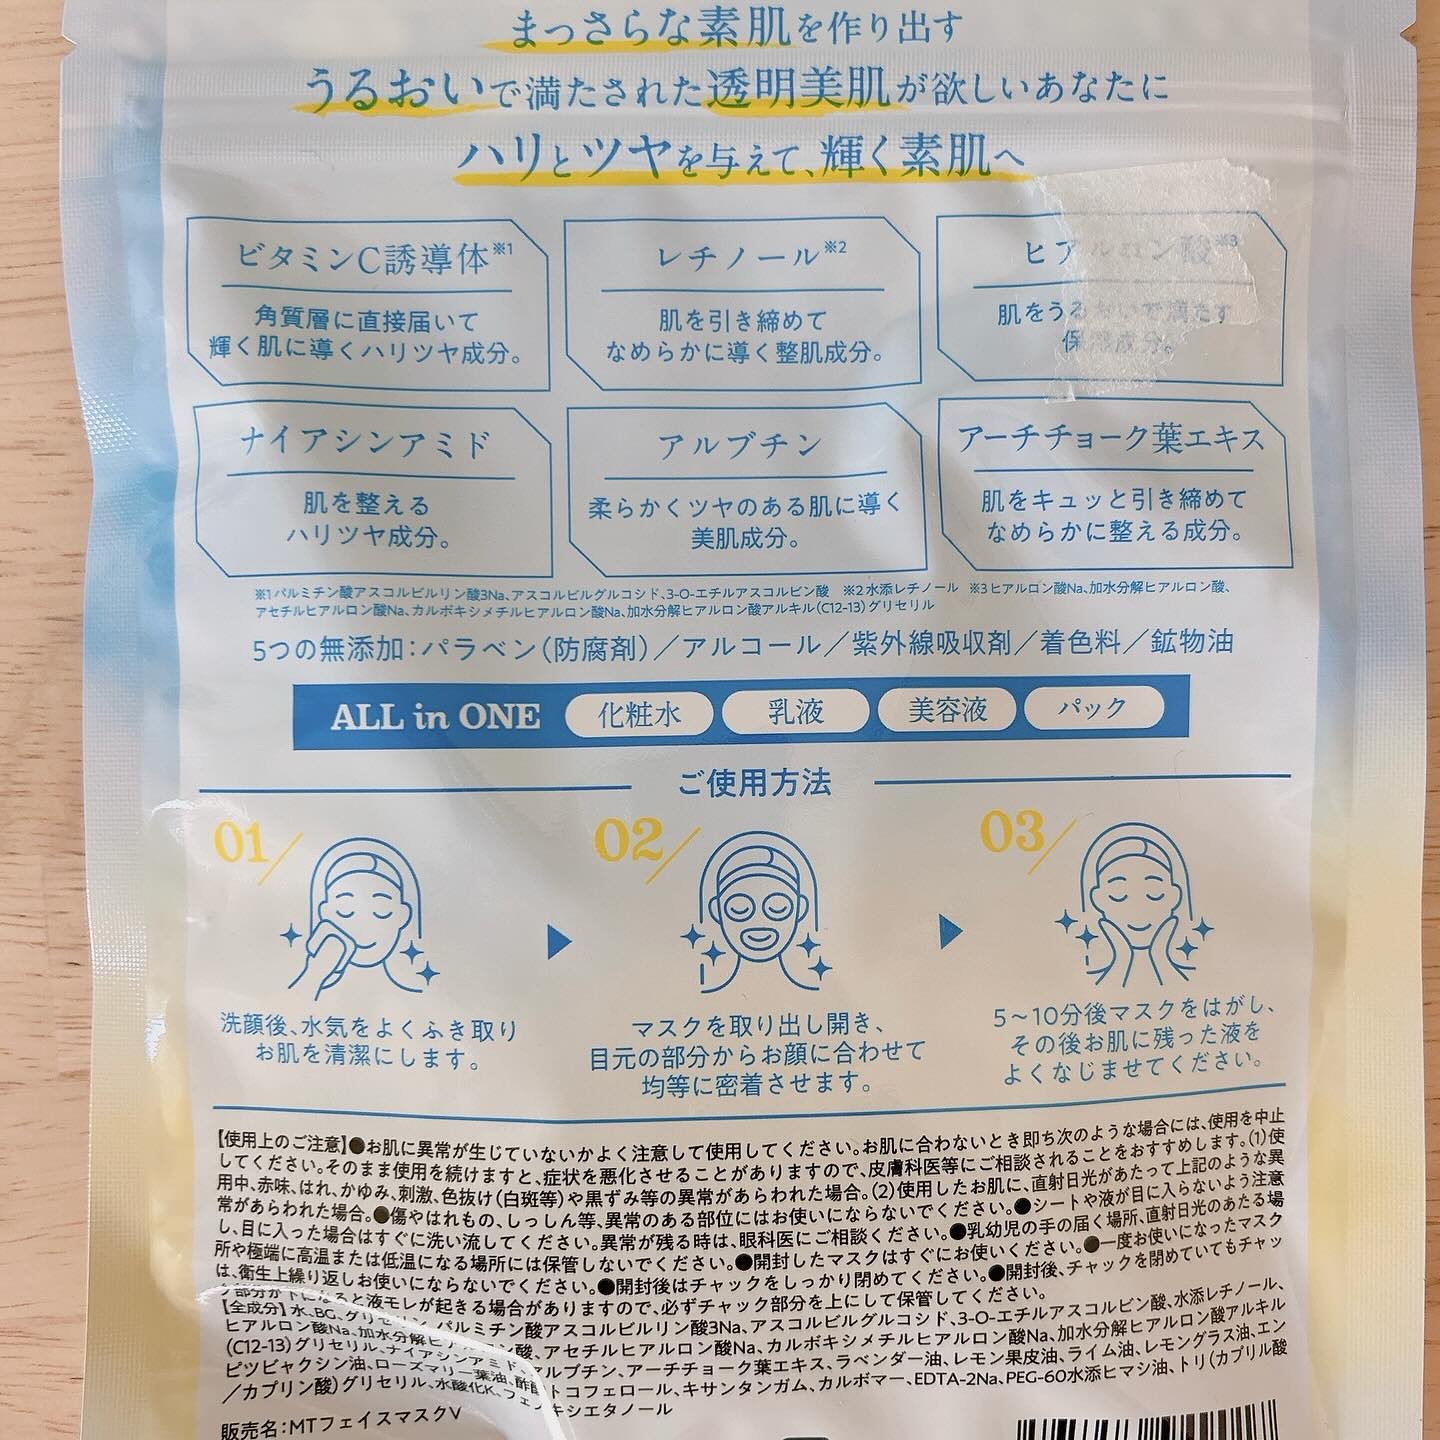 まっさらな素肌を作り出す
うるおいで満たされた透明美肌が欲しいあなたに
ハリとツヤを与えて、輝く素肌へ
ビタミンC誘導体※1
角質層に直接届いて
輝く肌に導くハリツヤ成分。
レチノール※2
肌を引き締めて
なめらかに導く整肌成分。
ヒアルロン酸※3
肌をうるおいで満たす
保湿成分。
ナイアシンアミド
肌を整える
ハリツヤ成分。
アルブチン
柔らかくツヤのある肌に導く
美肌成分。
アーチチョーク葉エキス
肌をキュッと引き締めて
なめらかに整える成分。
※1 パルミチン酸アスコルビルリン酸3Na、アスコルビルグルコシド、3-O-エチルアスコルビン酸 ※2 水添レチノール ※3 ヒアルロン酸Na、加水分解ヒアルロン酸、
アセチルヒアルロン酸Na、カルボキシメチルヒアルロン酸Na、加水分解ヒアルロン酸アルキル(C12-13)グリセリル
5つの無添加：パラベン(防腐剤)／アルコール／紫外線吸収剤／着色料／鉱物油
ALL in ONE 化粧水 乳液 美容液 パック
ご使用方法
01/
洗顔後、水気をよくふき取り
お肌を清潔にします。
02/
マスクを取り出し開き、
目元の部分からお顔に合わせて
均等に密着させます。
03/
5〜10分後マスクをはがし、
その後お肌に残った液を
よくなじませてください。
【使用上のご注意】●お肌に異常が生じていないかよく注意して使用してください。お肌に合わないとき即ち次のような場合には、使用を中止
してください。そのまま使用を続けますと、症状を悪化させることがありますので、皮膚科医等にご相談されることをおすすめします。(1)使
用中、赤味、はれ、かゆみ、刺激、色抜け(白斑等)や黒ずみ等の異常があらわれた場合。(2)使用したお肌に、直射日光があたって上記のような異
常があらわれた場合。●傷やはれもの、しっしん等、異常のある部位にはお使いにならないでください。●シートや液が目に入らないよう注意
し、目に入った場合はすぐに洗い流してください。異常が残る時は、眼科医にご相談ください。●乳幼児の手の届く場所、直射日光のあたる場
所や極端に高温または低温になる場所には保管しないでください。●開封したマスクはすぐにお使いください。●一度お使いになったマスク
は、衛生上繰り返しお使いにならないでください。●開封後はチャックをしっかり閉めてください。●開封後、チャックを閉めていてもチャッ
ク部分が下になると液モレが起きる場合がありますので、必ずチャック部分を上にして保管してください。
【全成分】水、BG、グリセリン、パルミチン酸アスコルビルリン酸3Na、アスコルビルグルコシド、3-O-エチルアスコルビン酸、水添レチノール、
ヒアルロン酸Na、加水分解ヒアルロン酸、アセチルヒアルロン酸Na、カルボキシメチルヒアルロン酸Na、加水分解ヒアルロン酸アルキル
(C12-13)グリセリル、ナイアシンアミド、アルブチン、アーチチョーク葉エキス、ラベンダー油、レモン果皮油、ライム油、レモングラス油、エン
ピツビャクシン油、ローズマリー葉油、酢酸トコフェロール、キサンタンガム、カルボマー、EDTA-2Na、PEG-60水添ヒマシ油、トリ(カプリル酸
／カプリン酸)グリセリル、水酸化K、フェノキシエタノール
販売名：MTフェイスマスクV